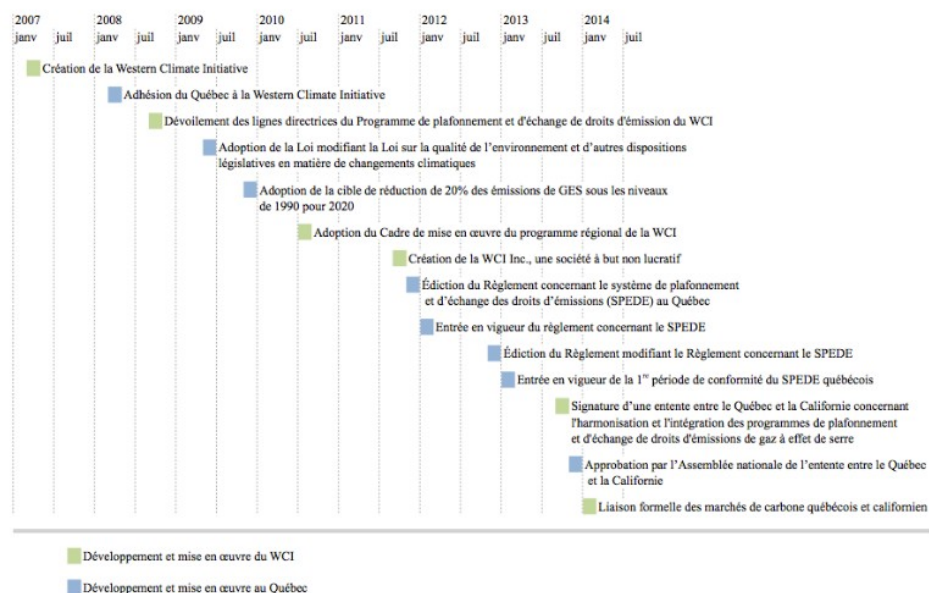 2007 2008 2009 2010 2011 2012 2013 2014
janv juil janv juil janv juil janv juil janv juil janv juil janv juil janv juil
Création de la Western Climate Initiative
Adhésion du Québec à la Western Climate Initiative
Dévoilement des lignes directrices du Programme de plafonnement et d'échange de droits d'émission du WCI
Adoption de la Loi modifiant la Loi sur la qualité de l'environnement et d'autres dispositions
législatives en matière de changements climatiques
Adoption de la cible de réduction de 20% des émissions de GES sous les niveaux
de 1990 pour 2020
Adoption du Cadre de mise en œuvre du programme régional de la WCI
Création de la WCI Inc., une société à but non lucratif
Édiction du Règlement concernant le système de plafonnement
et d'échange des droits d'émissions (SPEDE) au Québec
Entrée en vigueur du règlement concernant le SPEDE
Édiction du Règlement modifiant le Règlement concernant le SPEDE
Entrée en vigueur de la 1re période de conformité du SPEDE québécois
Signature d'une entente entre le Québec et la Californie concernant
l'harmonisation et l'intégration des programmes de plafonnement
et d'échange de droits d'émissions de gaz à effet de serre
Approbation par l'Assemblée nationale de l'entente entre le Québec
et la Californie
Liaison formelle des marchés de carbone québécois et californien
Développement et mise en œuvre du WCI
Développement et mise en œuvre au Québec